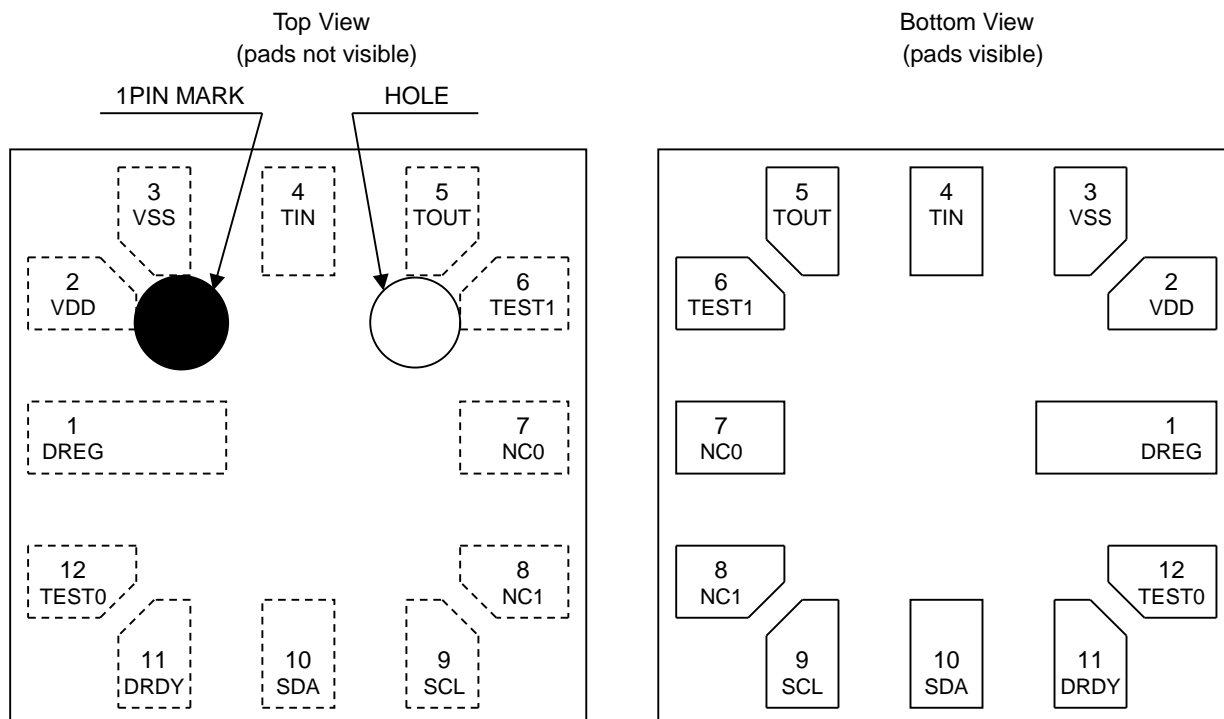 Top View
(pads not visible)
1PIN MARK
HOLE
3
VSS
4
TIN
5
TOUT
2
VDD
6
TEST1
1
DREG
7
NC0
12
TEST0
8
NC1
11
DRDY
10
SDA
9
SCL
Bottom View
(pads visible)
5
TOUT
4
TIN
3
VSS
6
TEST1
2
VDD
7
NC0
1
DREG
8
NC1
12
TEST0
9
SCL
10
SDA
11
DRDY